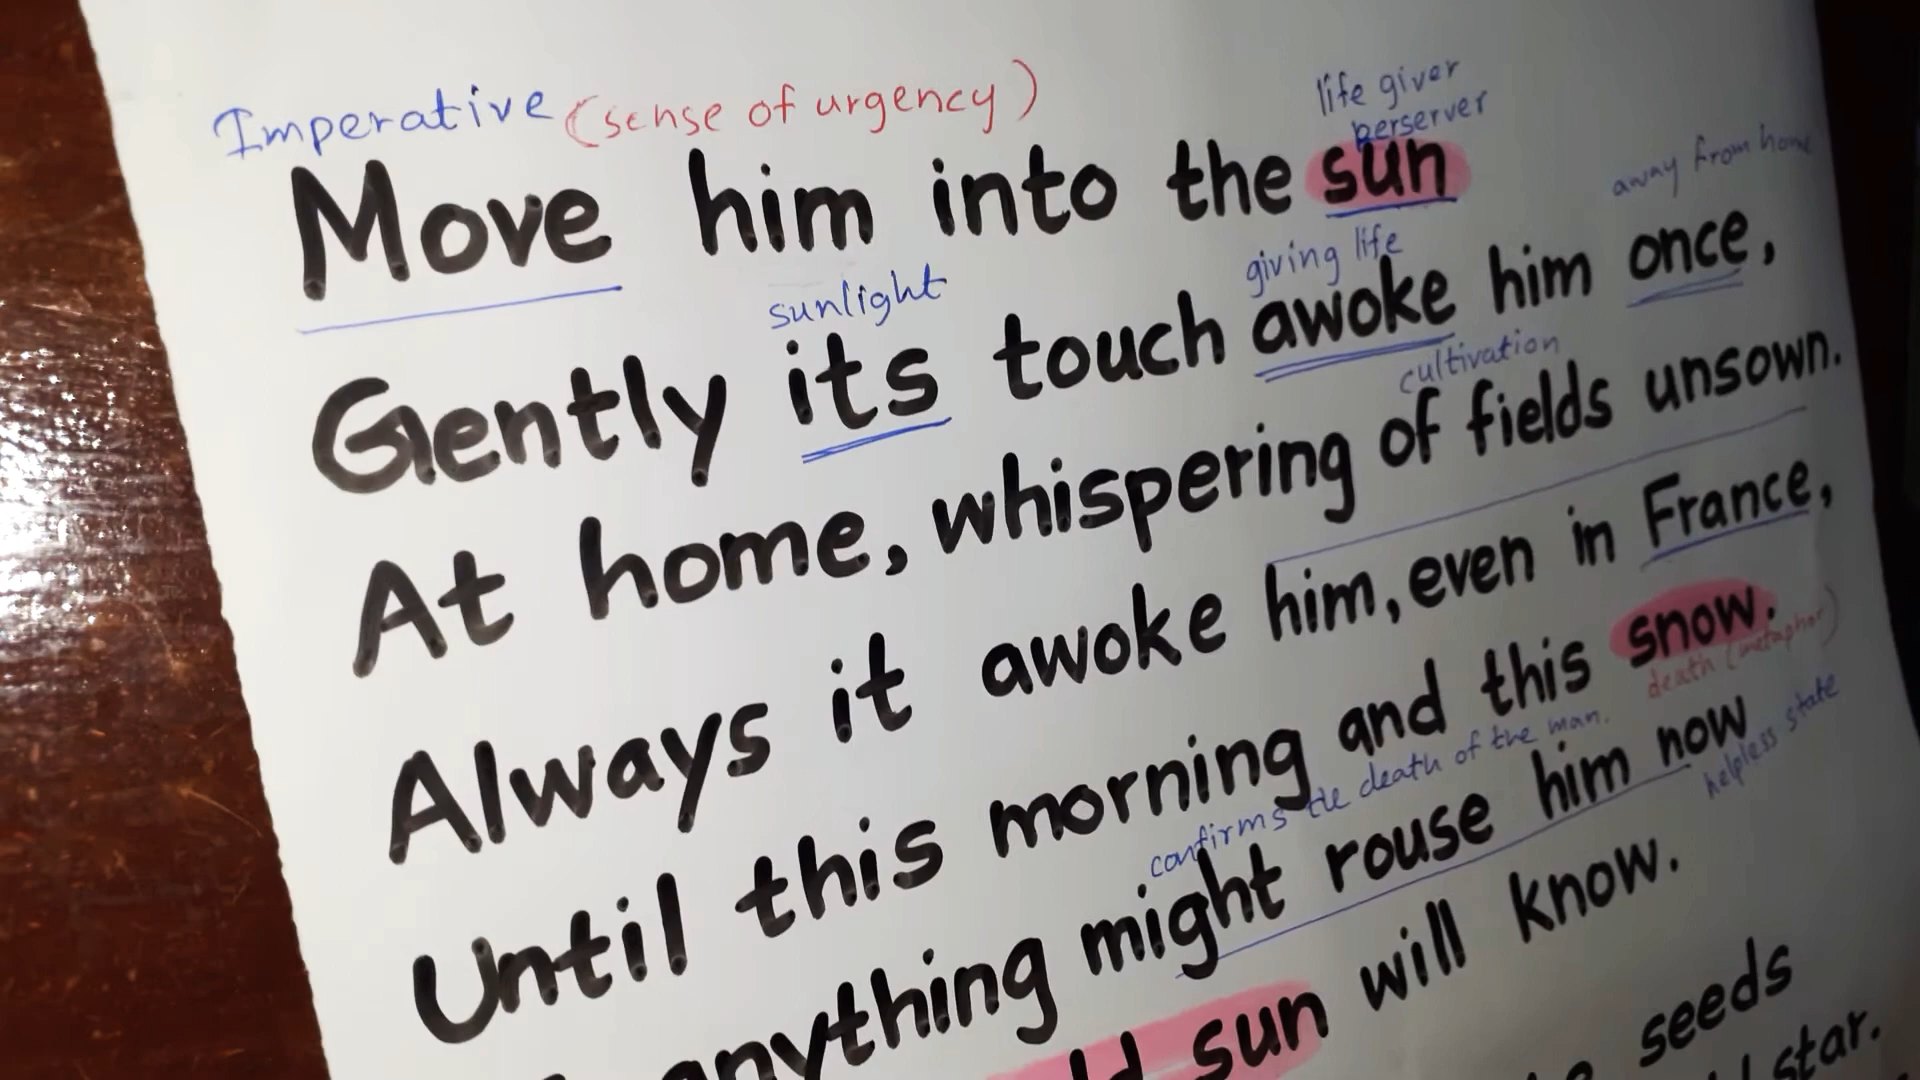 Imperative (sense of urgency)
life giver
perserver
Move him into the sun
away from home
sunlight
giving life
Gently its touch awoke him once,
cultivation
At home, whispering of fields unsown.
Always it awoke him, even in France,
Until this morning and this snow.
death (metaphor)
confirms the death of the man.
helpless state
anything might rouse him now
sun will know.
seeds
star.